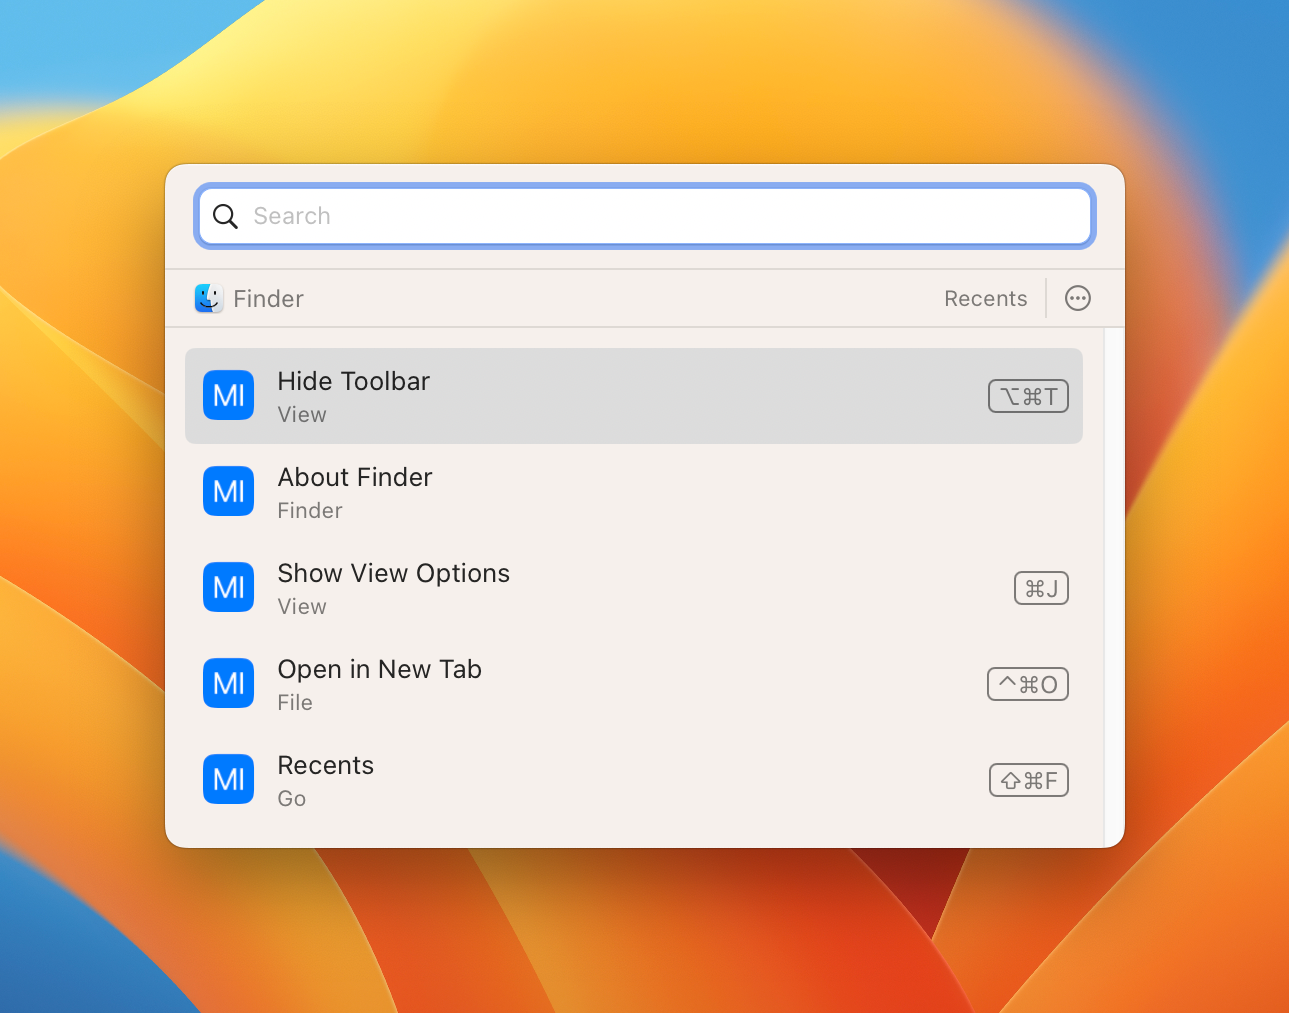 Search
Finder
Recents
MI
Hide Toolbar
View
⌥⌘T
MI
About Finder
Finder
MI
Show View Options
View
⌘J
MI
Open in New Tab
File
^⌘O
MI
Recents
Go
⇧⌘F